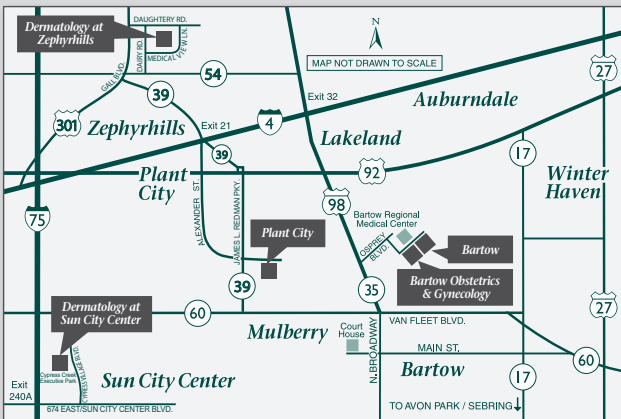 DAUGHTERY RD.
Dermatology at
Zephyrhills
DAIRY RD.
MEDICAL
VIEW LN.
N
MAP NOT DRAWN TO SCALE
GALL BLVD.
54
27
39
Exit 32
Auburndale
301
Zephyrhills
Exit 21
4
Lakeland
39
17
92
Plant
City
Winter
Haven
98
75
ALEXANDER ST.
JAMES L. REDMAN PKY.
Bartow Regional
Medical Center
Plant City
OSPREY
BLVD.
Bartow
Bartow Obstetrics
& Gynecology
39
35
27
Dermatology at
Sun City Center
60
Mulberry
VAN FLEET BLVD.
Court
House
N.BROADWAY
MAIN ST.
60
Bartow
Cypress Creek
Executive Park
CYPRESS VILLAGE BLVD.
Sun City Center
17
Exit
240A
674 EAST/SUN CITY CENTER BLVD.
TO AVON PARK / SEBRING